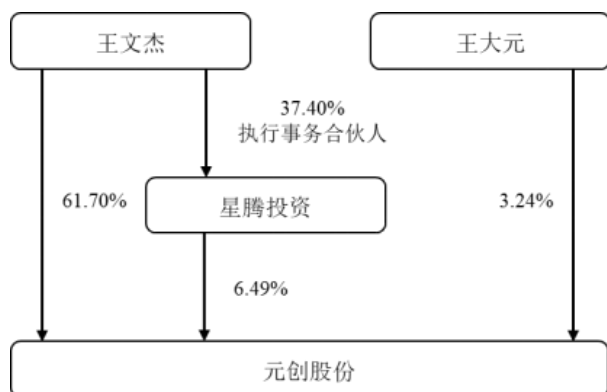 王文杰
王大元
37.40%
执行事务合伙人
61.70%
星腾投资
3.24%
6.49%
元创股份